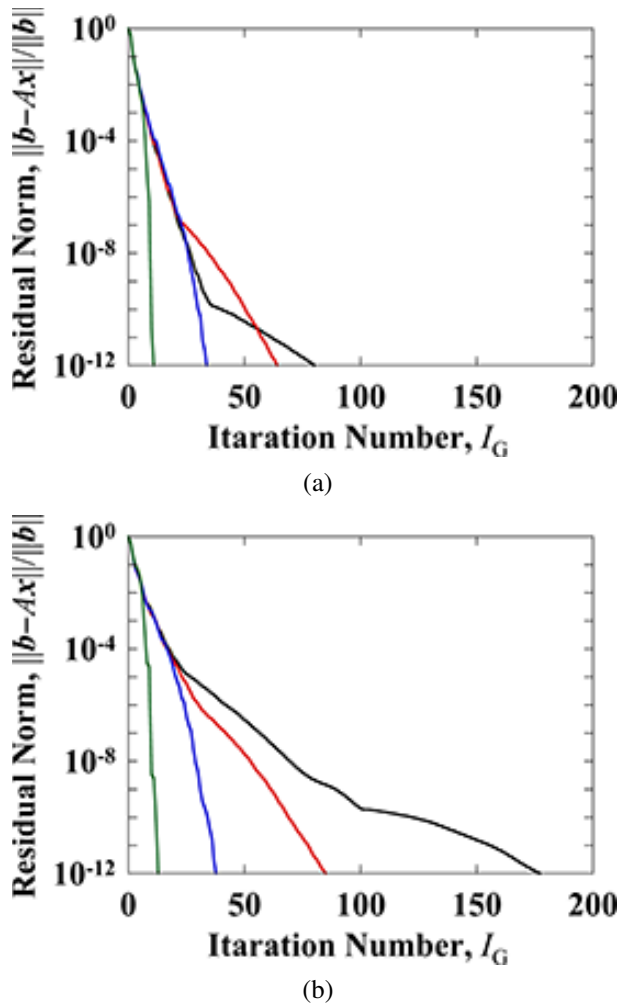 10^0
10^-4
10^-8
10^-12
Residual Norm, ||b−Ax||/||b||
0 50 100 150 200
Itaration Number, I_G
(a)
10^0
10^-4
10^-8
10^-12
Residual Norm, ||b−Ax||/||b||
0 50 100 150 200
Itaration Number, I_G
(b)